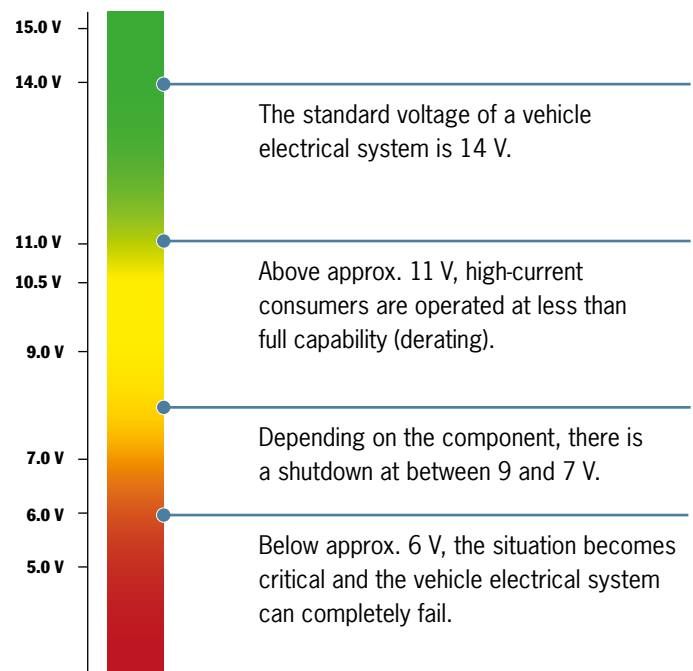 15.0 V
14.0 V
The standard voltage of a vehicle
electrical system is 14 V.
11.0 V
10.5 V
Above approx. 11 V, high-current
consumers are operated at less than
full capability (derating).
9.0 V
Depending on the component, there is
a shutdown at between 9 and 7 V.
7.0 V
6.0 V
Below approx. 6 V, the situation becomes
critical and the vehicle electrical system
can completely fail.
5.0 V